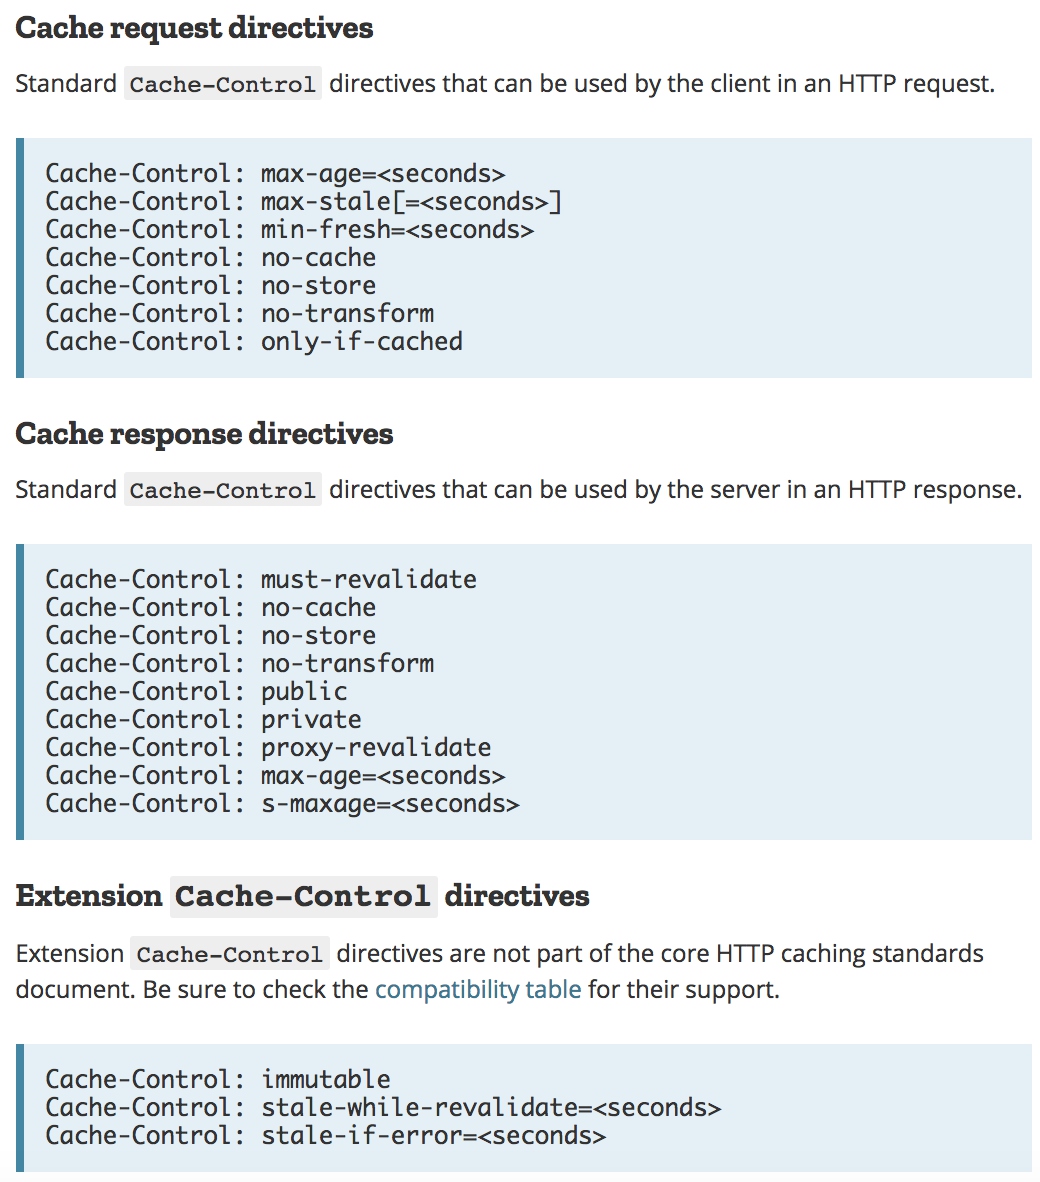 Cache request directives
Standard Cache-Control directives that can be used by the client in an HTTP request.
Cache-Control: max-age=<seconds>
Cache-Control: max-stale[=<seconds>]
Cache-Control: min-fresh=<seconds>
Cache-Control: no-cache
Cache-Control: no-store
Cache-Control: no-transform
Cache-Control: only-if-cached
Cache response directives
Standard Cache-Control directives that can be used by the server in an HTTP response.
Cache-Control: must-revalidate
Cache-Control: no-cache
Cache-Control: no-store
Cache-Control: no-transform
Cache-Control: public
Cache-Control: private
Cache-Control: proxy-revalidate
Cache-Control: max-age=<seconds>
Cache-Control: s-maxage=<seconds>
Extension Cache-Control directives
Extension Cache-Control directives are not part of the core HTTP caching standards
document. Be sure to check the compatibility table for their support.
Cache-Control: immutable
Cache-Control: stale-while-revalidate=<seconds>
Cache-Control: stale-if-error=<seconds>